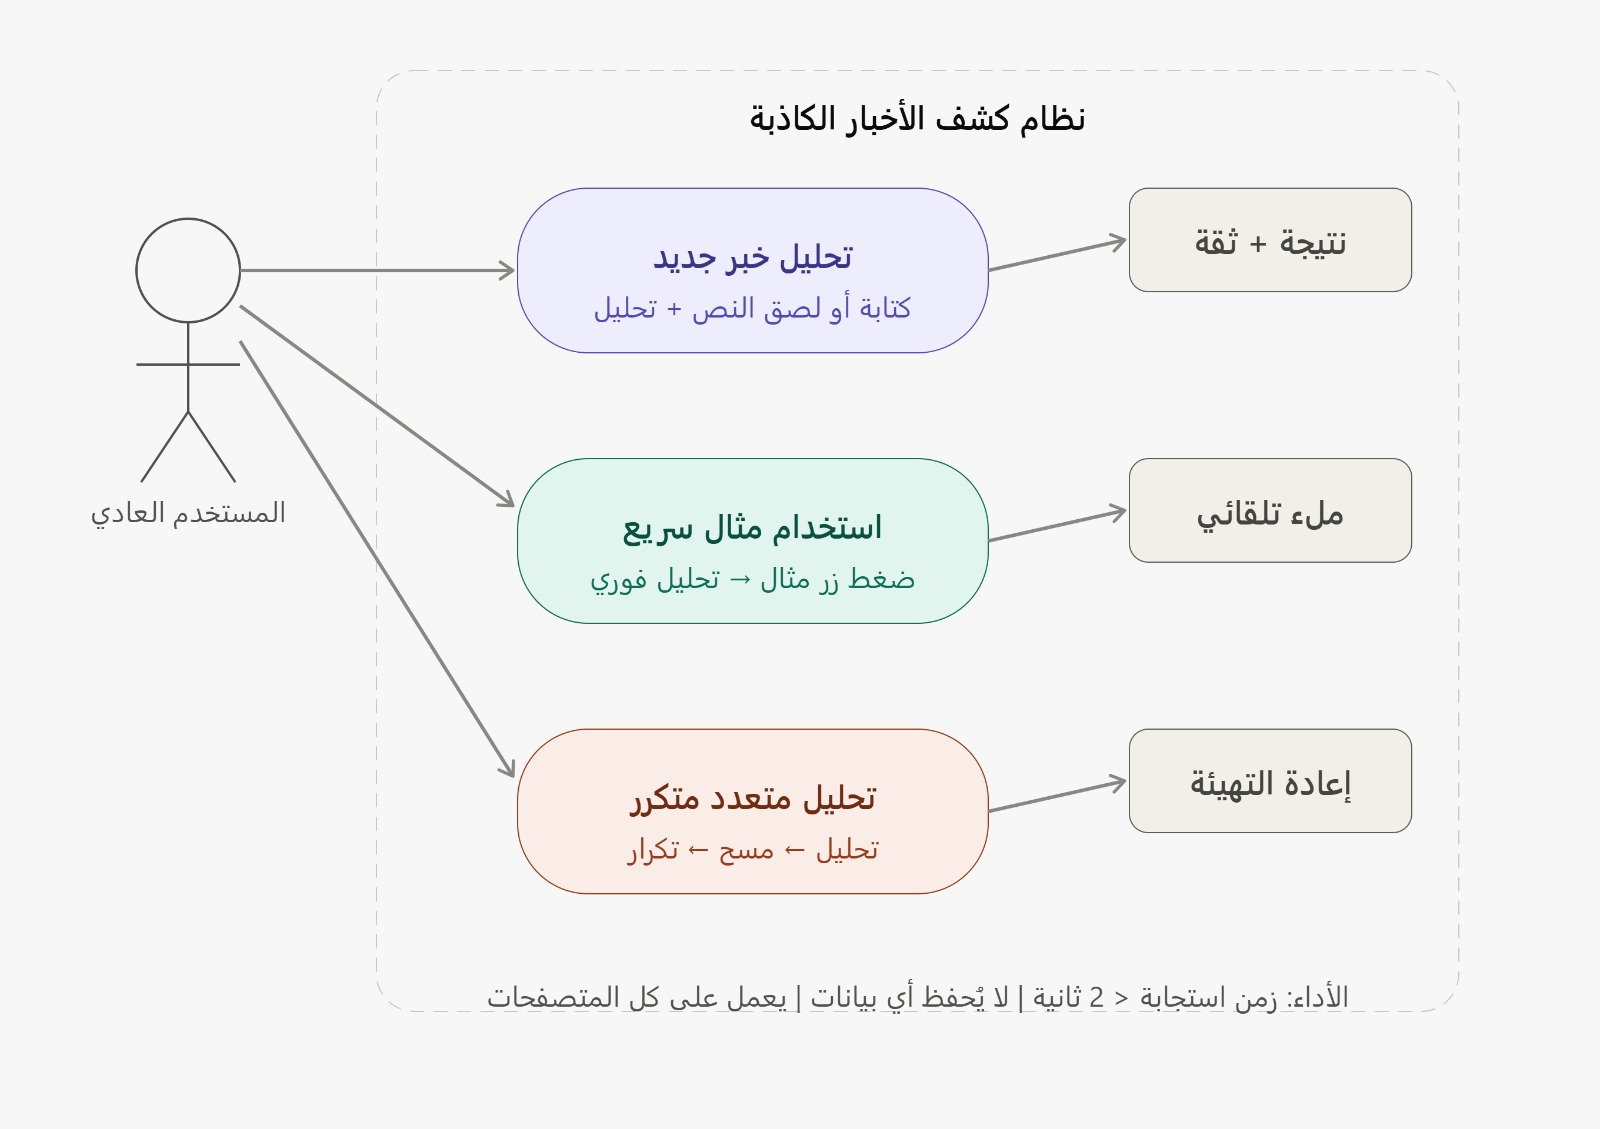 نظام كشف الأخبار الكاذبة
المستخدم العادي
تحليل خبر جديد
كتابة أو لصق النص + تحليل
نتيجة + ثقة
استخدام مثال سريع
ضغط زر مثال → تحليل فوري
ملء تلقائي
تحليل متعدد متكرر
تحليل ← مسح ← تكرار
إعادة التهيئة
الأداء: زمن استجابة < 2 ثانية | لا يُحفظ أي بيانات | يعمل على كل المتصفحات